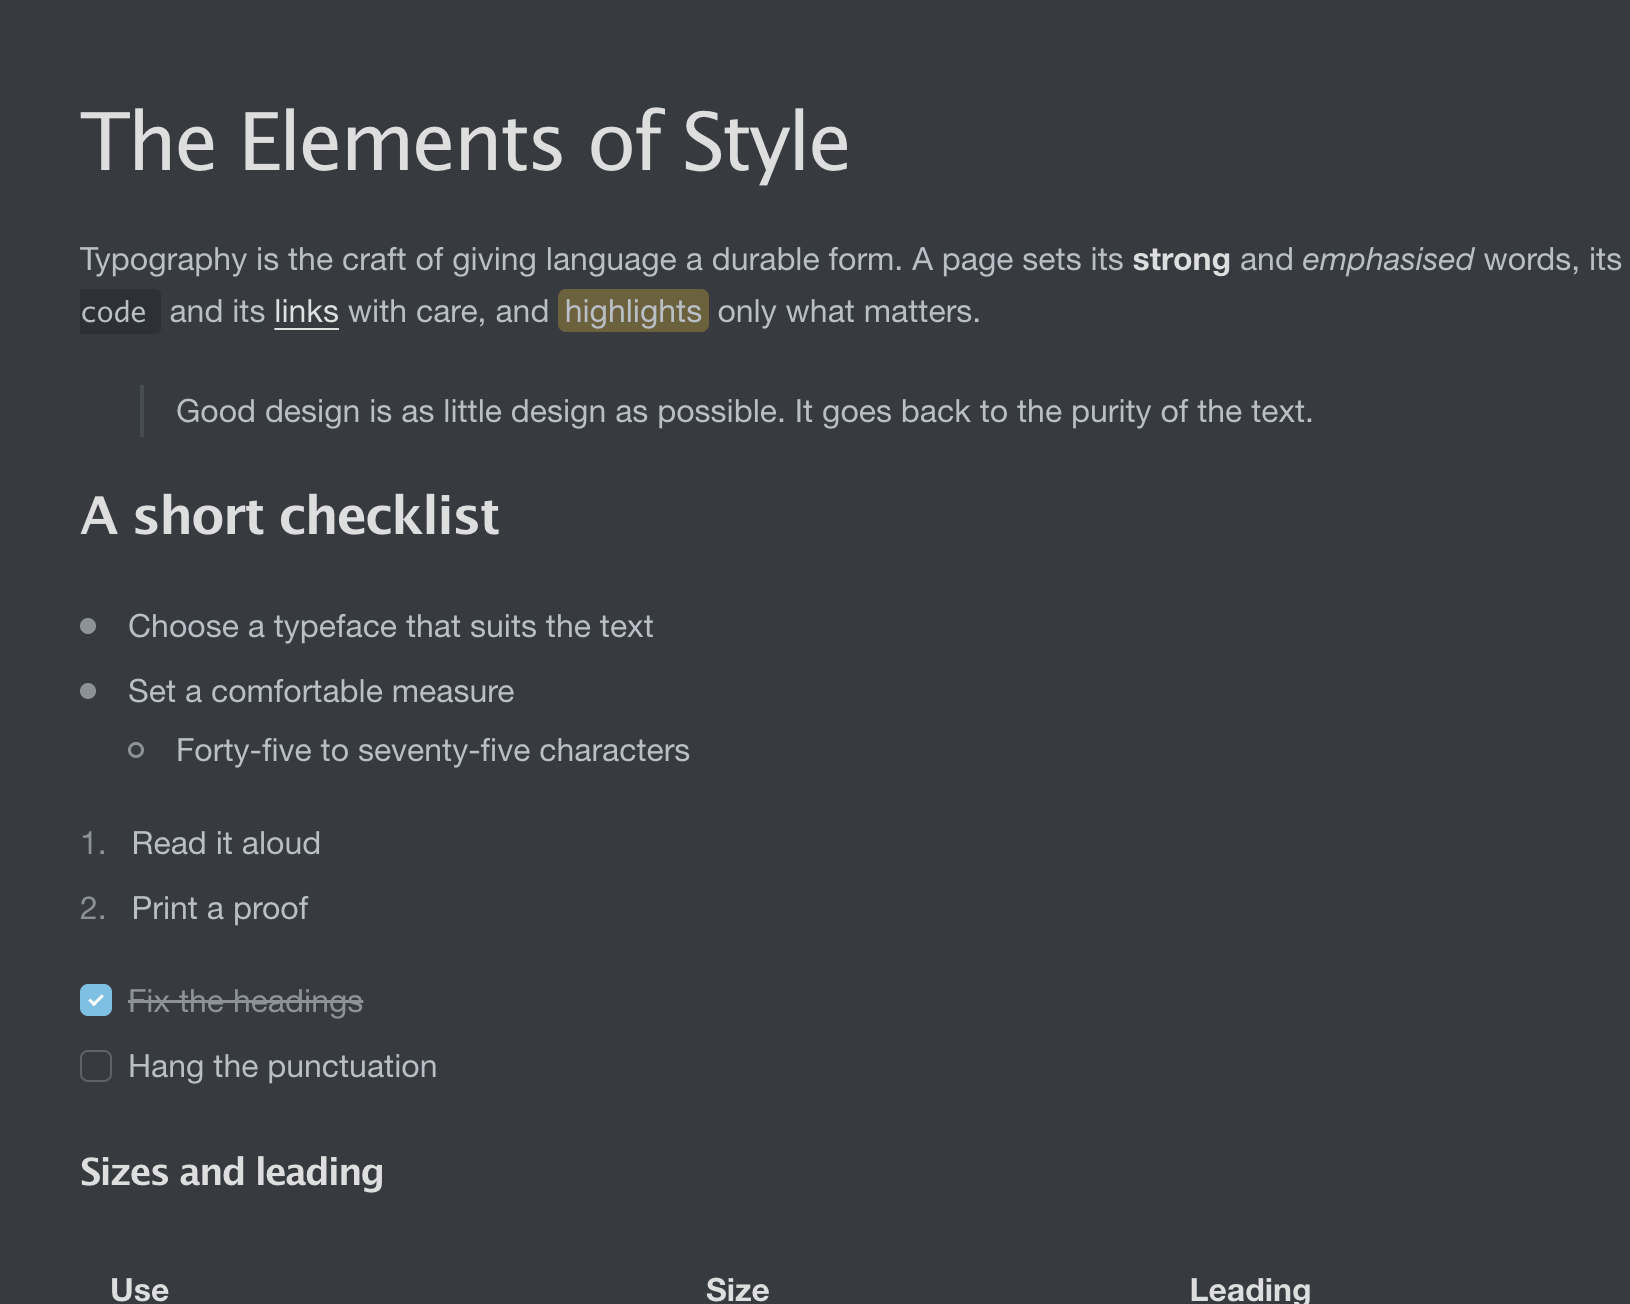 The Elements of Style
Typography is the craft of giving language a durable form. A page sets its strong and emphasised words, its
code and its links with care, and highlights only what matters.
Good design is as little design as possible. It goes back to the purity of the text.
A short checklist
Choose a typeface that suits the text
Set a comfortable measure
Forty-five to seventy-five characters
1. Read it aloud
2. Print a proof
Fix the headings
Hang the punctuation
Sizes and leading
Use Size Leading